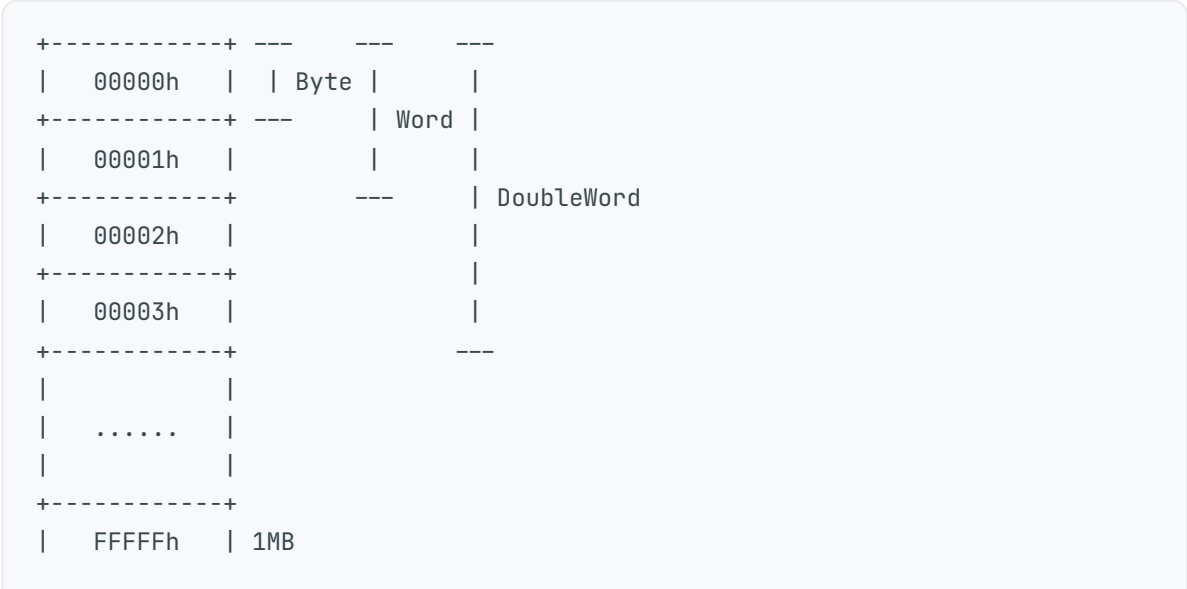 +------------+ ---    ---    ---
|   00000h   |  | Byte |      |
+------------+ ---     | Word |
|   00001h   |         |      |
+------------+        ---     | DoubleWord
|   00002h   |                |
+------------+                |
|   00003h   |                |
+------------+               ---
|            |
|   ......   |
|            |
+------------+
|   FFFFFh   | 1MB